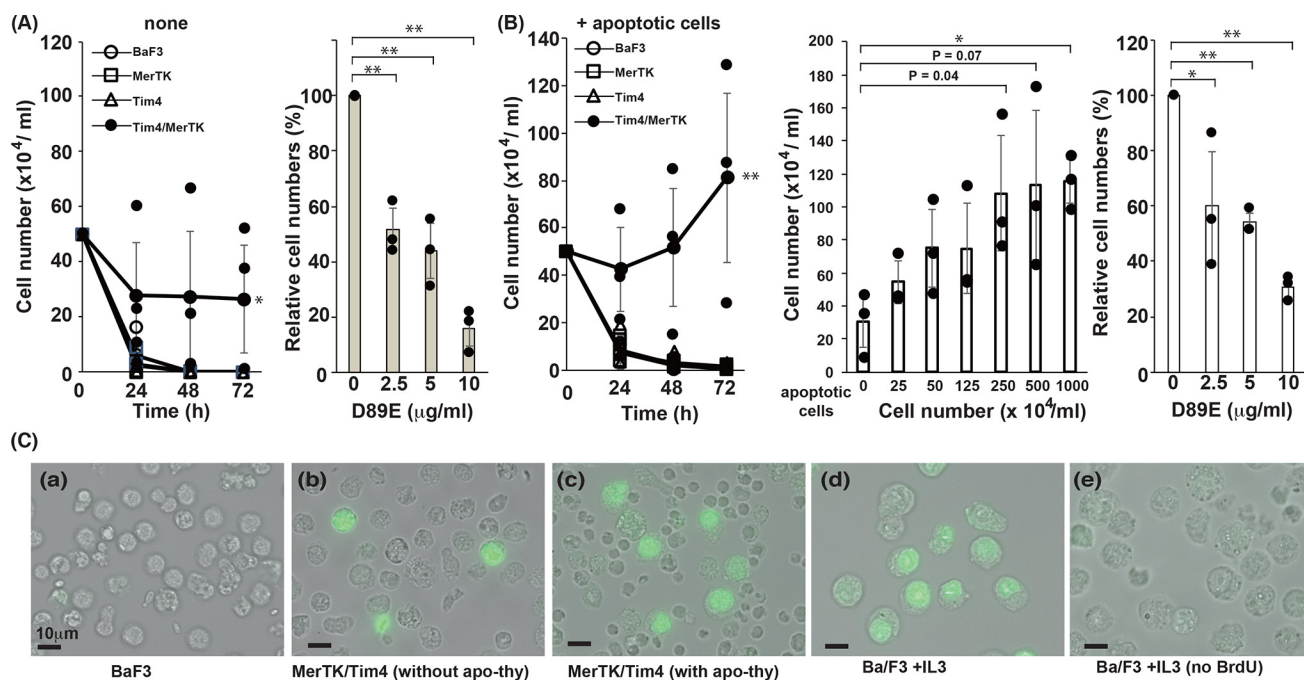 (A)
none
BaF3
MerTK
Tim4
Tim4/MerTK
Cell number (x10⁴/ ml)
120
100
80
60
40
20
0
*
0 24 48 72
Time (h)
** 
**
**
Relative cell numbers (%)
120
100
80
60
40
20
0
0 2.5 5 10
D89E (μg/ml)
(B)
+ apoptotic cells
BaF3
MerTK
Tim4
Tim4/MerTK
Cell number (x10⁴/ ml)
140
120
100
80
60
40
20
0
**
0 24 48 72
Time (h)
*
P = 0.07
P = 0.04
Cell number (x10⁴/ ml)
200
180
160
140
120
100
80
60
40
20
0
0 25 50 125 250 500 1000
apoptotic
cells
Cell number (x 10⁴/ml)
**
**
*
Relative cell numbers (%)
120
100
80
60
40
20
0
0 2.5 5 10
D89E (μg/ml)
(C)
(a)
10μm
BaF3
(b)
MerTK/Tim4 (without apo-thy)
(c)
MerTK/Tim4 (with apo-thy)
(d)
Ba/F3 +IL3
(e)
Ba/F3 +IL3 (no BrdU)